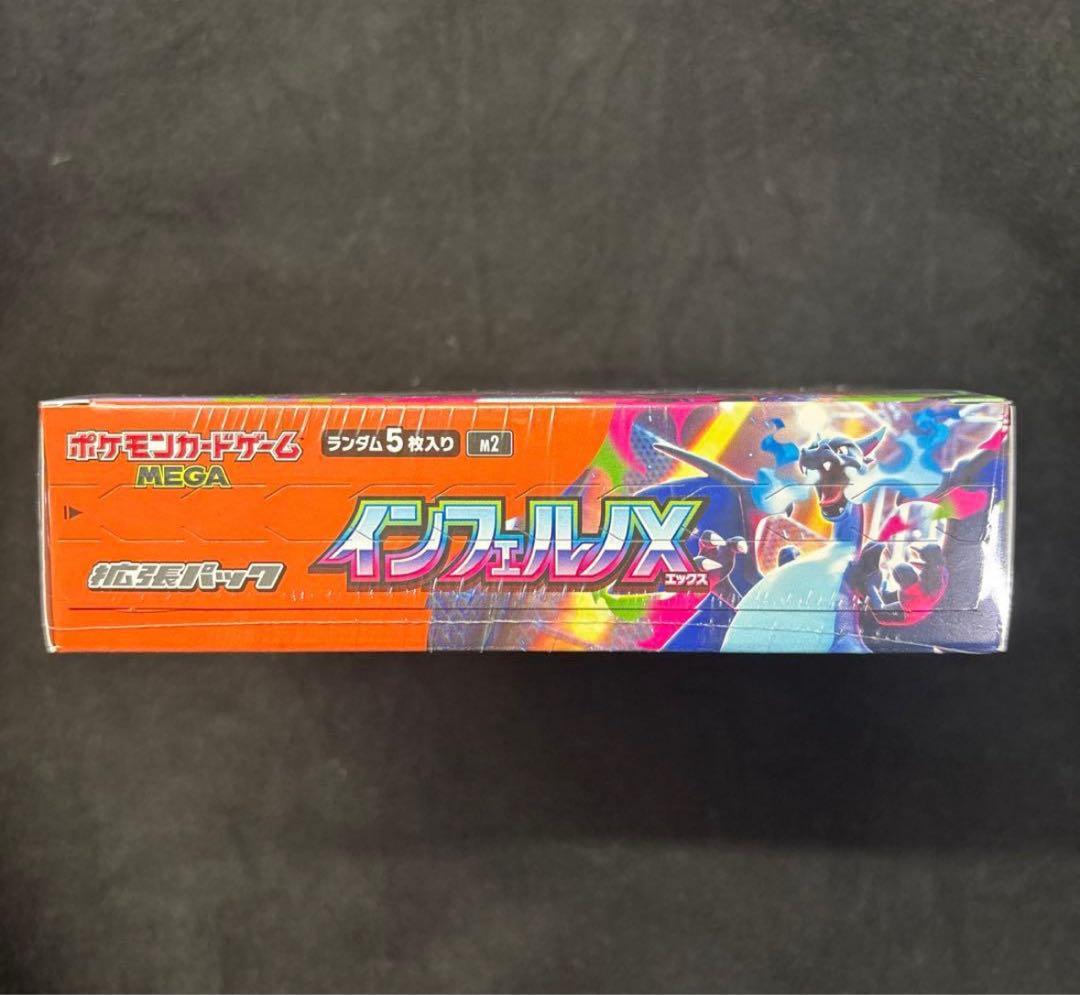 ポケモンカードゲーム
MEGA
ランダム5枚入り
M2
インフェルノX
エックス
拡張パック